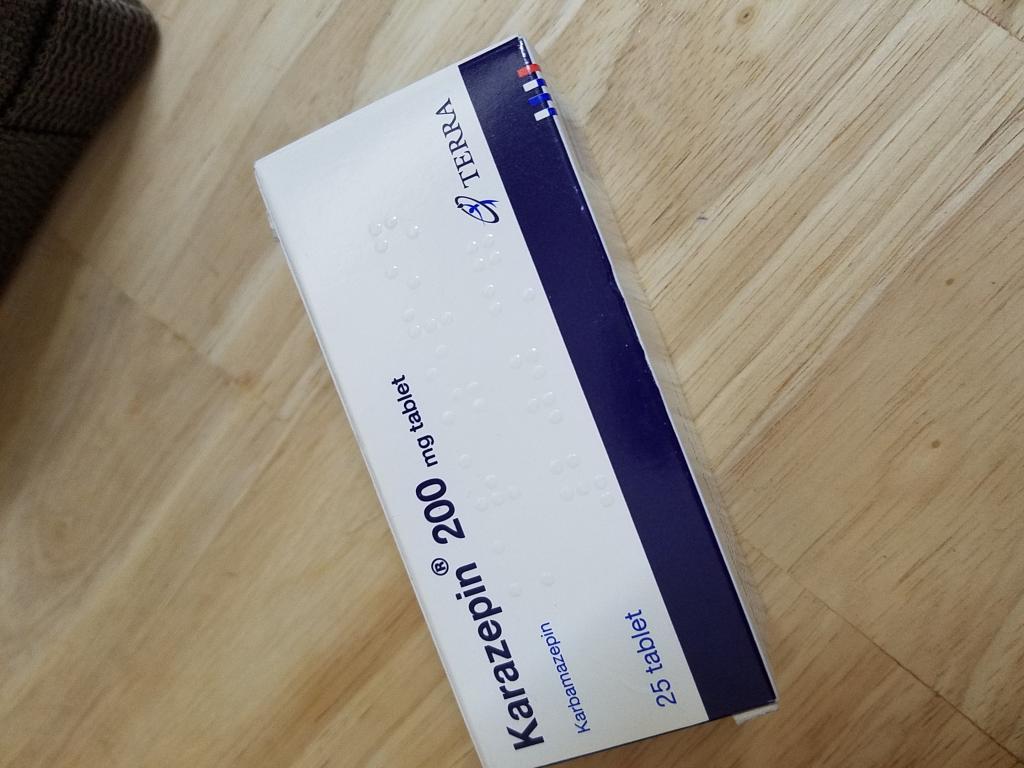 Karazepin® 200 mg tablet
Karbamazepin
25 tablet
TERRA